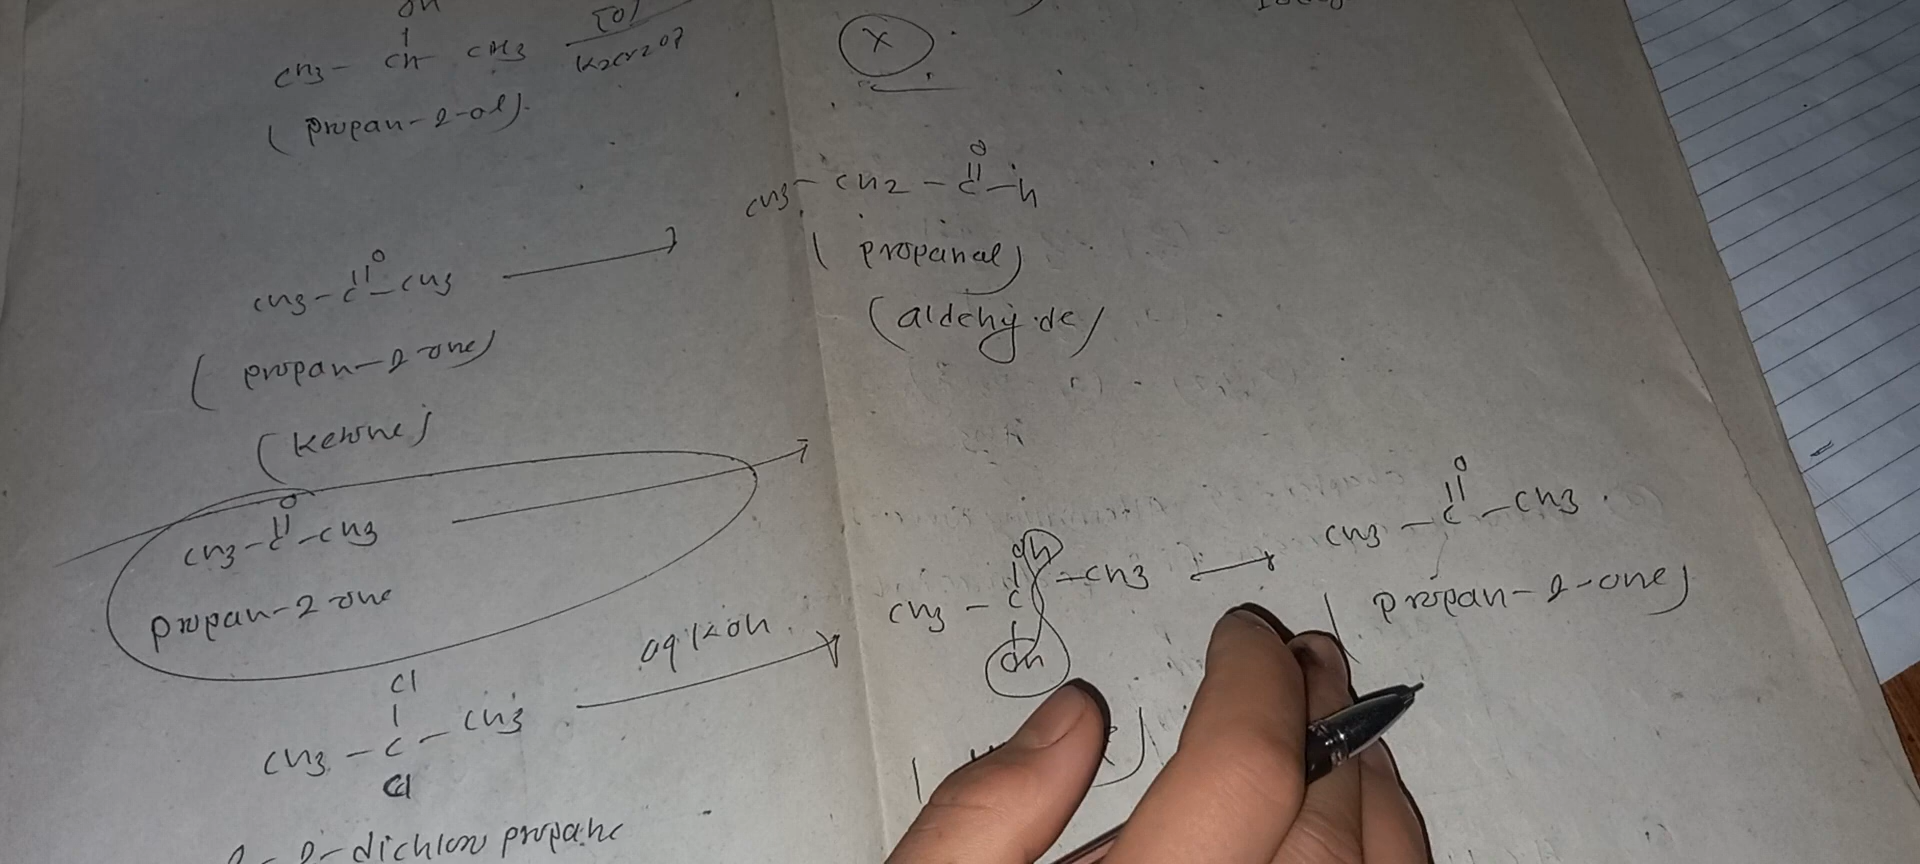 OH
|
CH3 — CH — CH3 [O] / K2Cr2O7
(propan-2-ol).
X
O
||
CH3 — CH2 — C — H
(propanal)
(aldehyde)
O
||
CH3 — C — CH3 →
(propan-2 one)
(ketone)
O
||
CH3 — C — CH3 →
propan-2 one
Cl
|
CH3 — C — CH3
Cl
aq KOH →
2-2-dichloro propane
OH
|
CH3 — C — CH3 →
|
OH
O
||
CH3 — C — CH3.
(propan-2-one)